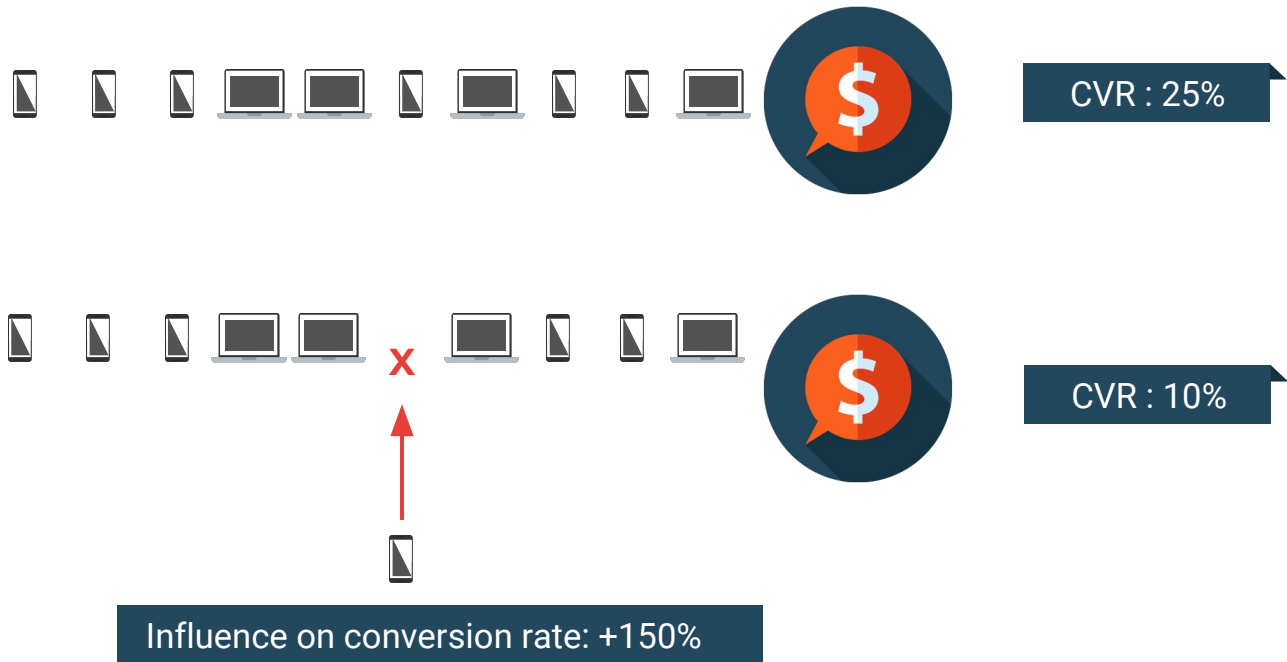 $
CVR : 25%
X
$
CVR : 10%
Influence on conversion rate: +150%